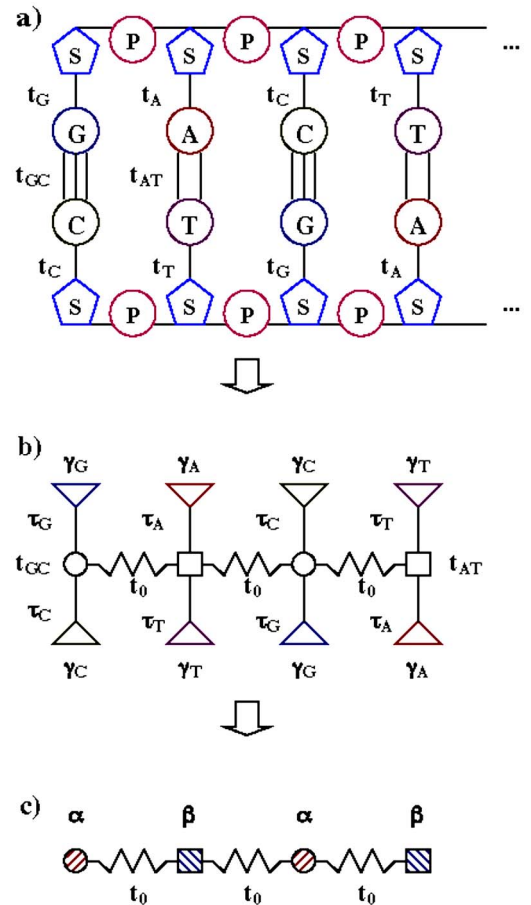 a)
S P S P S P S ...
t_G t_A t_C t_T
G A C T
t_GC t_AT
C T G A
t_C t_T t_G t_A
S P S P S P S ...
b)
γ_G γ_A γ_C γ_T
τ_G τ_A τ_C τ_T
t_GC t_0 t_0 t_0 t_AT
τ_C τ_T τ_G τ_A
γ_C γ_T γ_G γ_A
c)
α β α β
t_0 t_0 t_0